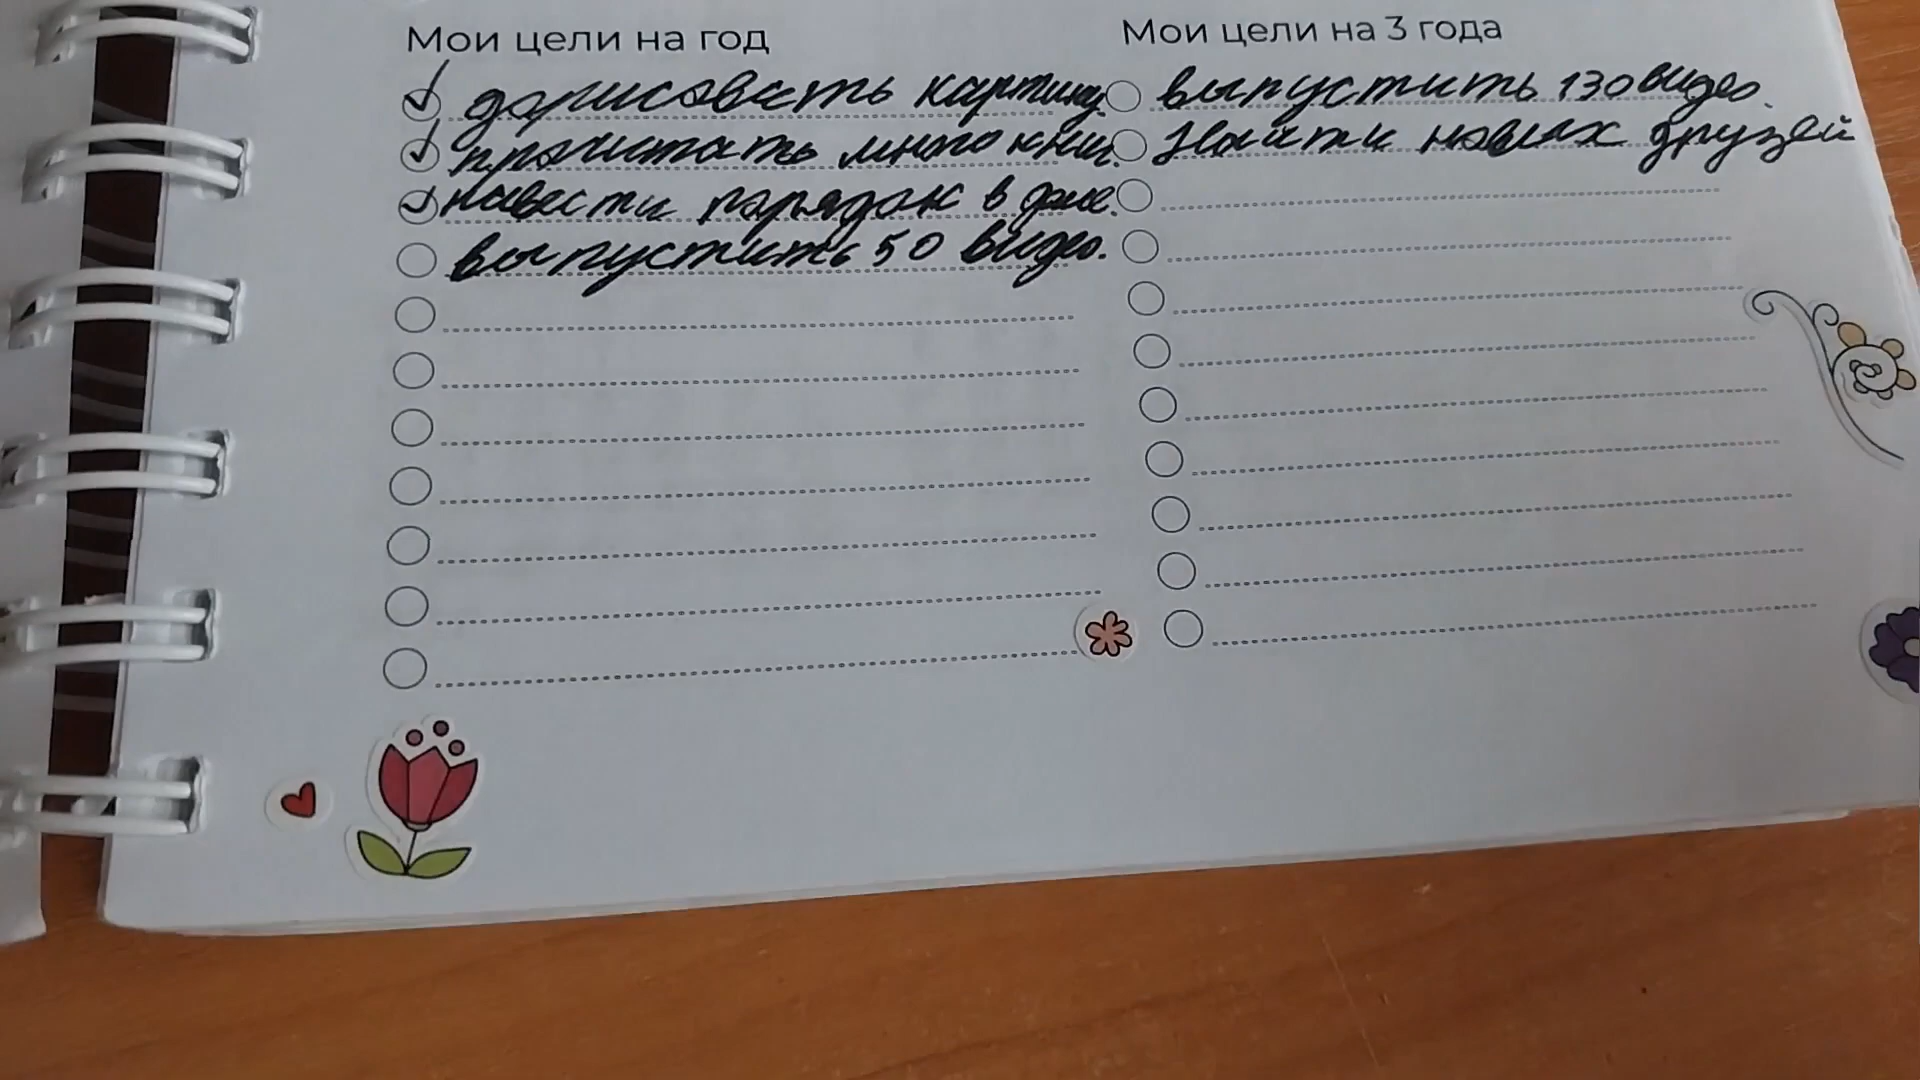 Мои цели на год
дорисовать картину.
прочитать много книг.
навести порядок в доме.
выпустить 50 видео.
Мои цели на 3 года
выпустить 130 видео.
Найти новых друзей